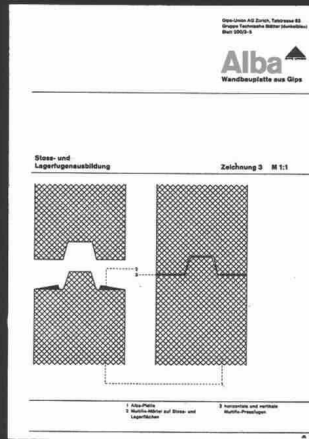 Gips-Union AG Zürich, Talstrasse 83
Gruppe Technische Blätter (dunkelblau)
Blatt 200/3-5
Alba
Wandbauplatte aus Gips
Stoss- und
Lagerfugenausbildung
Zeichnung 3 M 1:1
1 Alba-Platte
2 Multifix-Mörtel auf Stoss- und
Lagerflächen
3 horizontale und vertikale
Multifix-Pressfugen